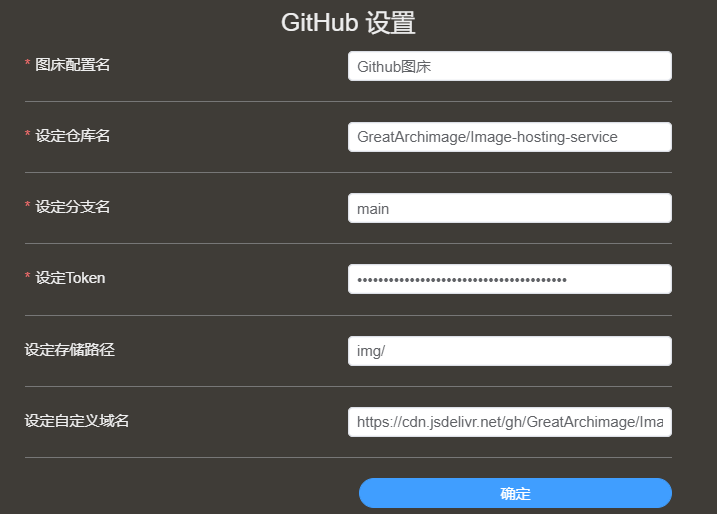 GitHub 设置
* 图床配置名
Github图床
* 设定仓库名
GreatArchimage/Image-hosting-service
* 设定分支名
main
* 设定Token
••••••••••••••••••••••••••••••••••••••••
设定存储路径
img/
设定自定义域名
https://cdn.jsdelivr.net/gh/GreatArchimage/Ima
确定